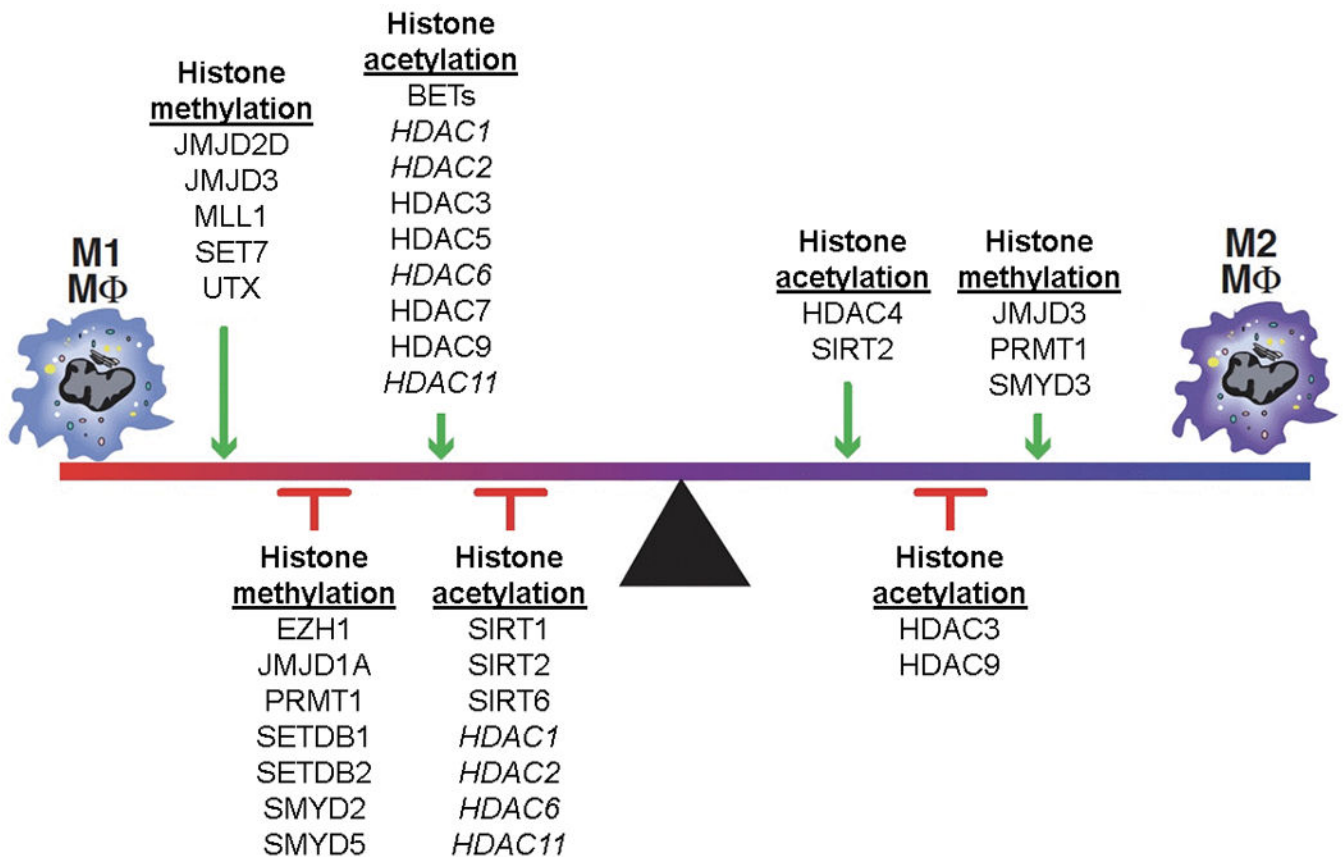 Histone
methylation
JMJD2D
JMJD3
MLL1
SET7
UTX
Histone
acetylation
BETs
HDAC1
HDAC2
HDAC3
HDAC5
HDAC6
HDAC7
HDAC9
HDAC11
Histone
acetylation
HDAC4
SIRT2
Histone
methylation
JMJD3
PRMT1
SMYD3
M1
MΦ
M2
MΦ
Histone
methylation
EZH1
JMJD1A
PRMT1
SETDB1
SETDB2
SMYD2
SMYD5
Histone
acetylation
SIRT1
SIRT2
SIRT6
HDAC1
HDAC2
HDAC6
HDAC11
Histone
acetylation
HDAC3
HDAC9